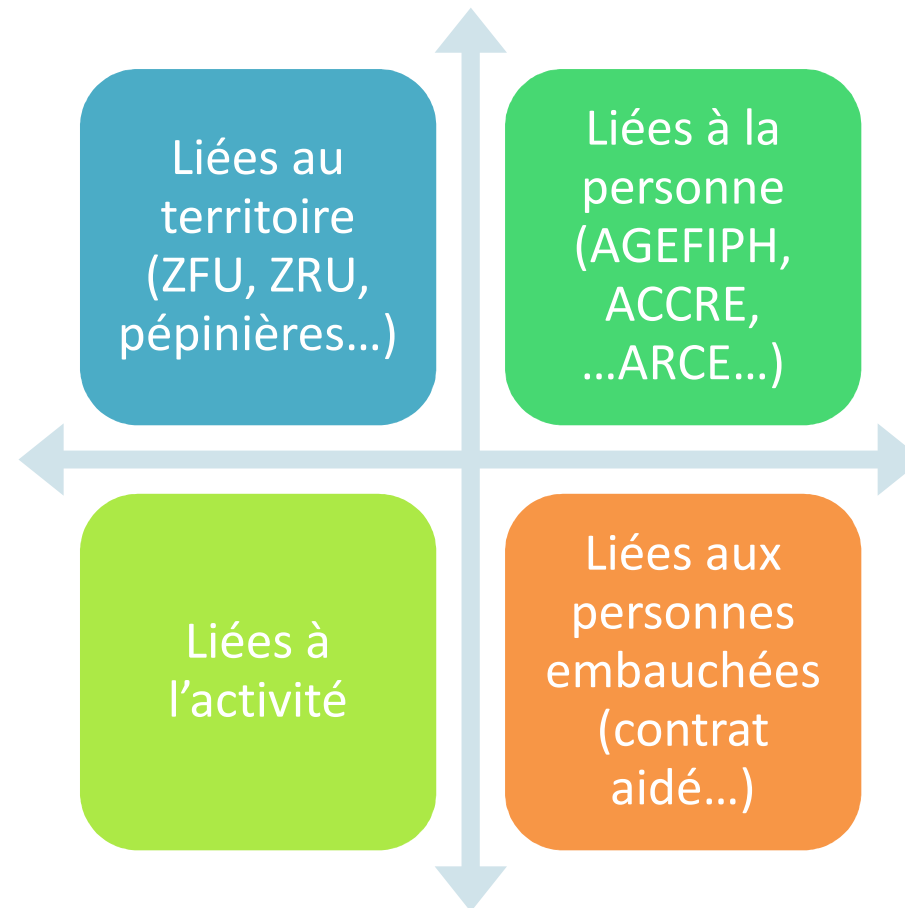 Liées au
territoire
(ZFU, ZRU,
pépinières…)
Liées à la
personne
(AGEFIPH,
ACCRE,
…ARCE…)
Liées à
l’activité
Liées aux
personnes
embauchées
(contrat
aidé…)